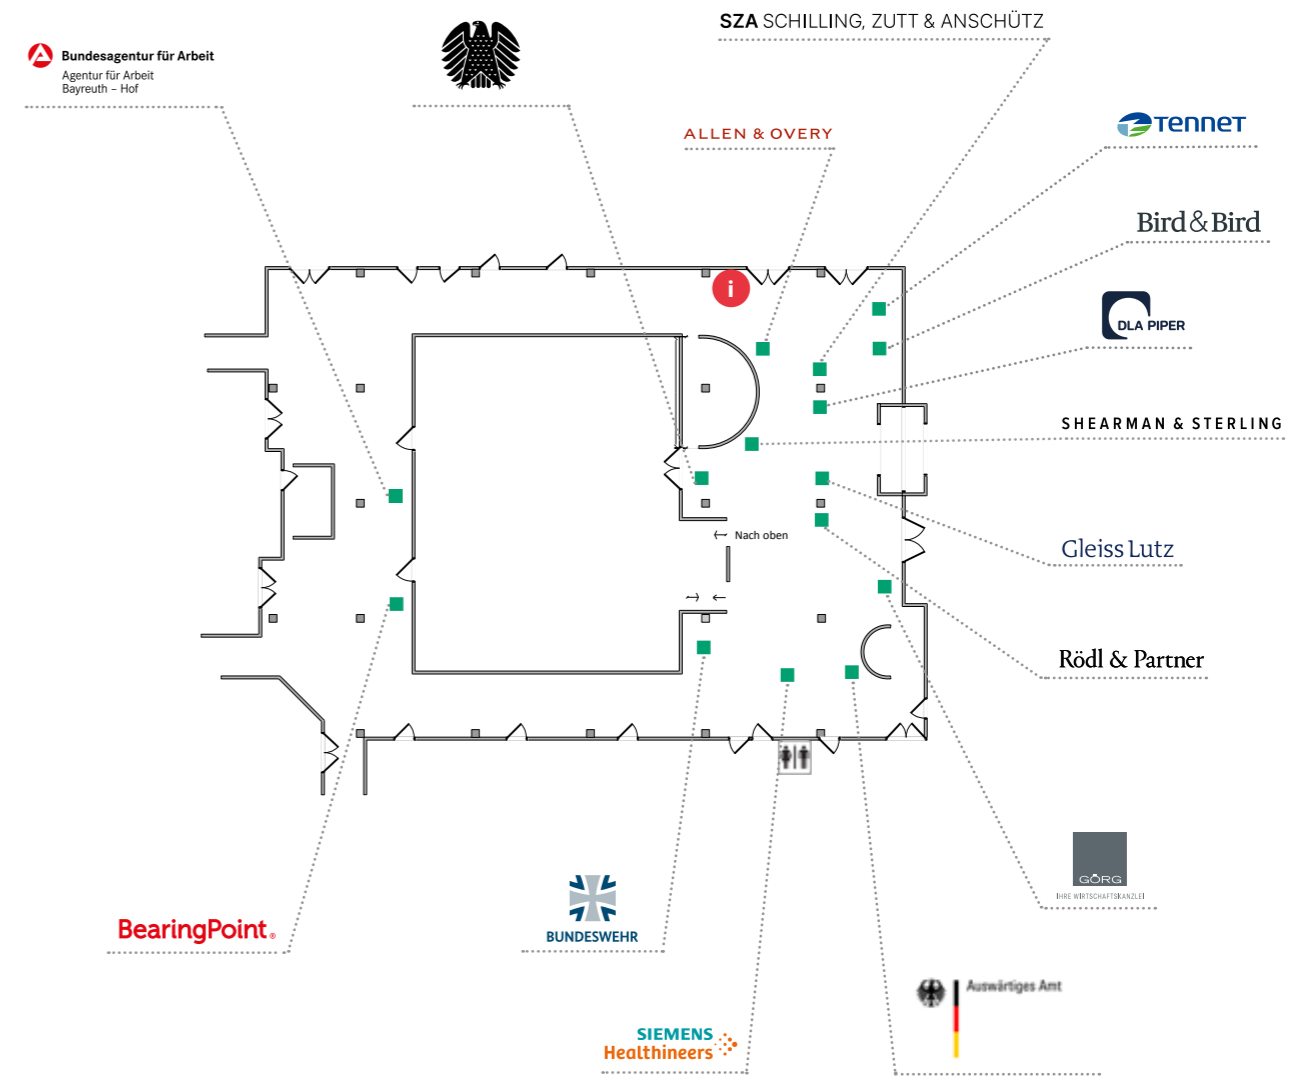 SZA SCHILLING, ZUTT & ANSCHÜTZ
Bundesagentur für Arbeit
Agentur für Arbeit
Bayreuth – Hof
ALLEN & OVERY
TENNET
Bird & Bird
DLA PIPER
i
SHEARMAN & STERLING
Nach oben
Gleiss Lutz
Rödl & Partner
GÖRG
IHRE WIRTSCHAFTSKANZLEI
BearingPoint®
BUNDESWEHR
Auswärtiges Amt
SIEMENS
Healthineers